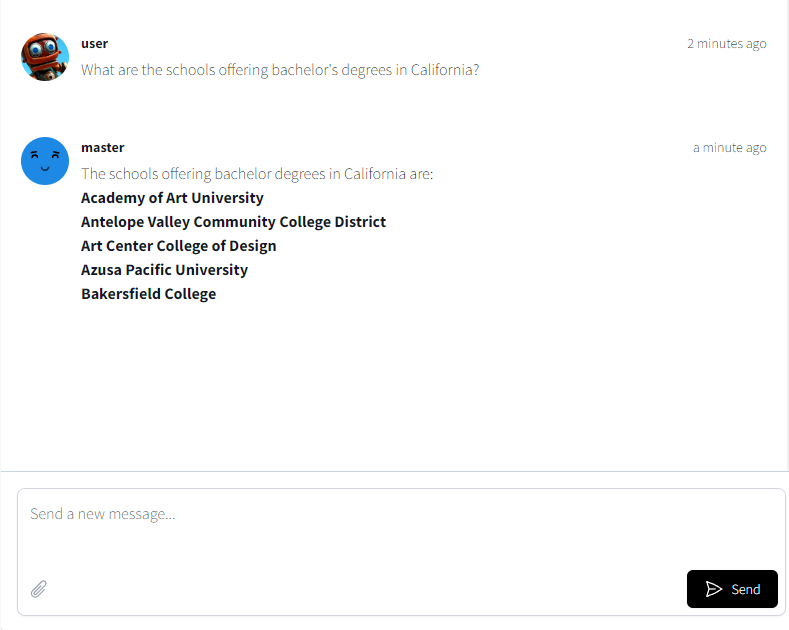 user
2 minutes ago
What are the schools offering bachelor's degrees in California?
master
a minute ago
The schools offering bachelor degrees in California are:
Academy of Art University
Antelope Valley Community College District
Art Center College of Design
Azusa Pacific University
Bakersfield College
Send a new message...
Send